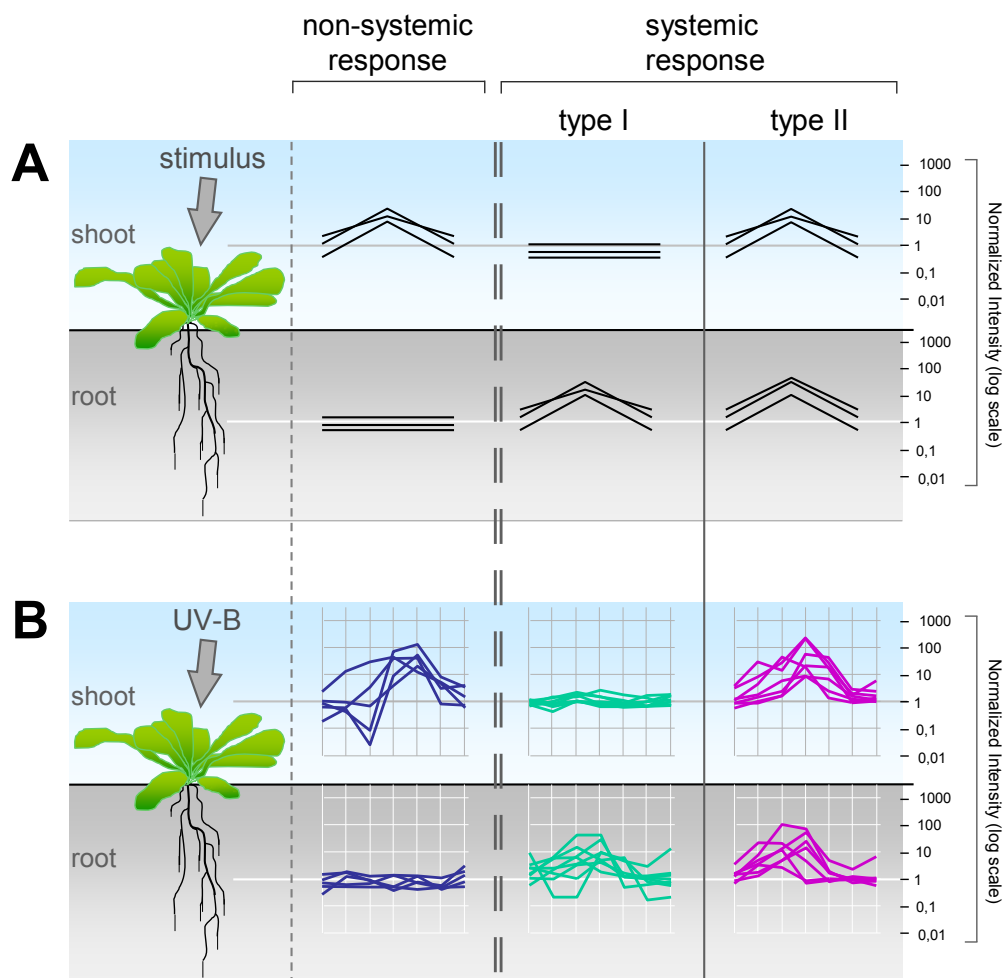 non-systemic
response
systemic
response
type I
type II
A
stimulus
shoot
root
1000
100
10
1
0,1
0,01
1000
100
10
1
0,1
0,01
Normalized Intensity (log scale)
B
UV-B
shoot
root
1000
100
10
1
0,1
0,01
1000
100
10
1
0,1
0,01
Normalized Intensity (log scale)